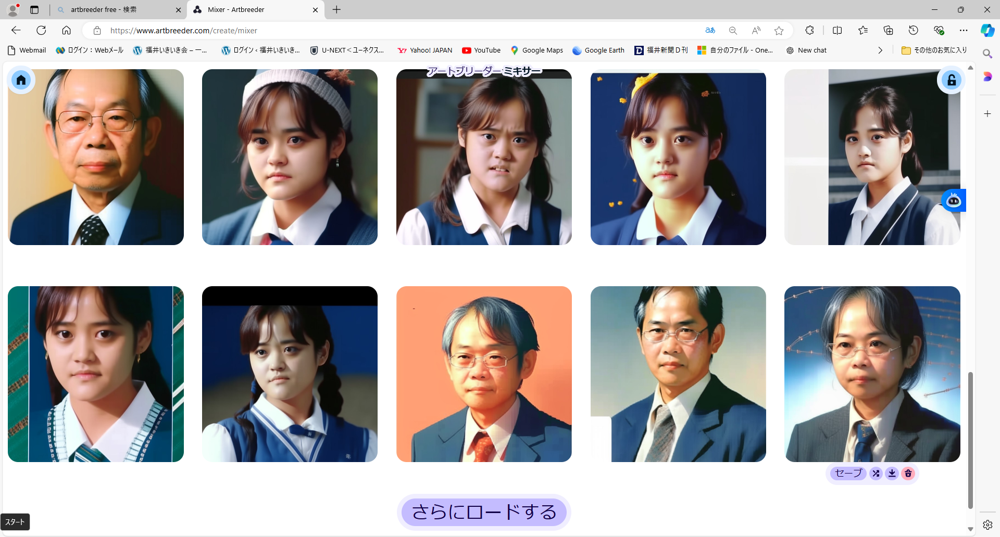 artbreeder free - 検索
Mixer - Artbreeder
https://www.artbreeder.com/create/mixer
aあ
Webmail
ログイン：Webメール
福井いきいき会 – 一...
ログイン ‹ 福井いきいき...
U-NEXT＜ユーネクス...
Yahoo! JAPAN
YouTube
Google Maps
Google Earth
福井新聞Ｄ刊
自分のファイル - One...
New chat
その他のお気に入り
アートブリーダー ミキサー
セーブ
さらにロードする
スタート